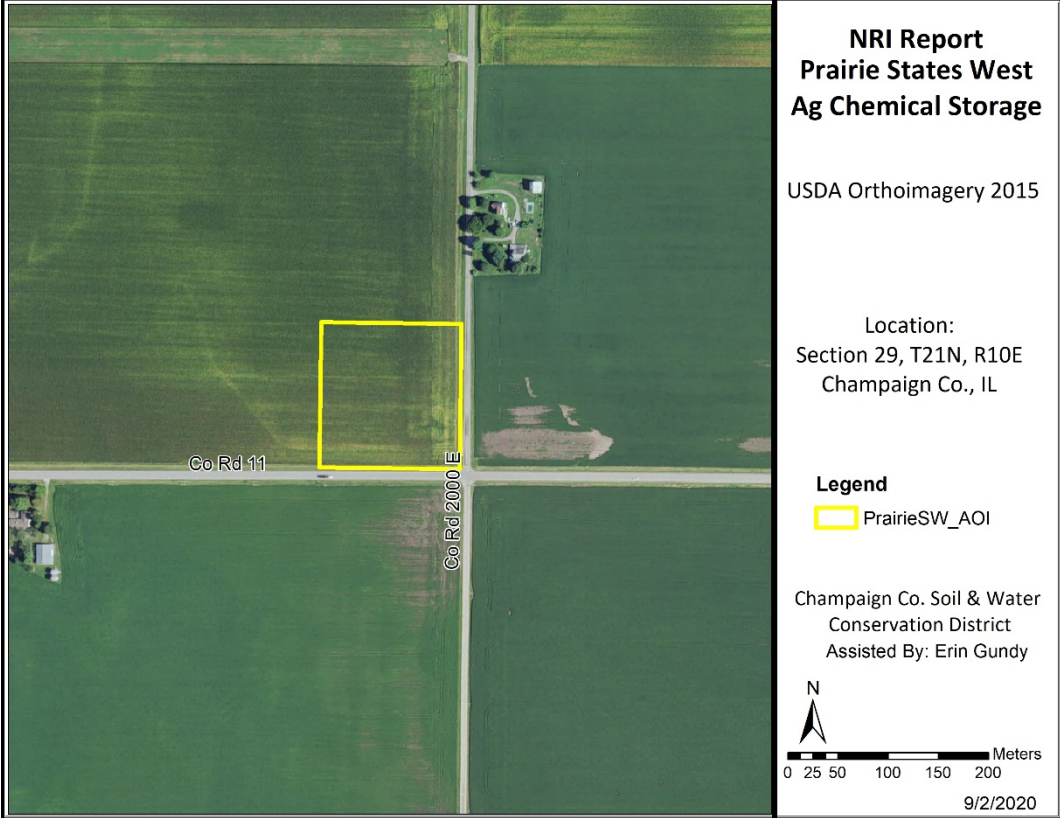 Co Rd 11
Co Rd 2000 E
NRI Report
Prairie States West
Ag Chemical Storage
USDA Orthoimagery 2015
Location:
Section 29, T21N, R10E
Champaign Co., IL
Legend
PrairieSW_AOI
Champaign Co. Soil & Water
Conservation District
Assisted By: Erin Gundy
N
Meters
0 25 50 100 150 200
9/2/2020